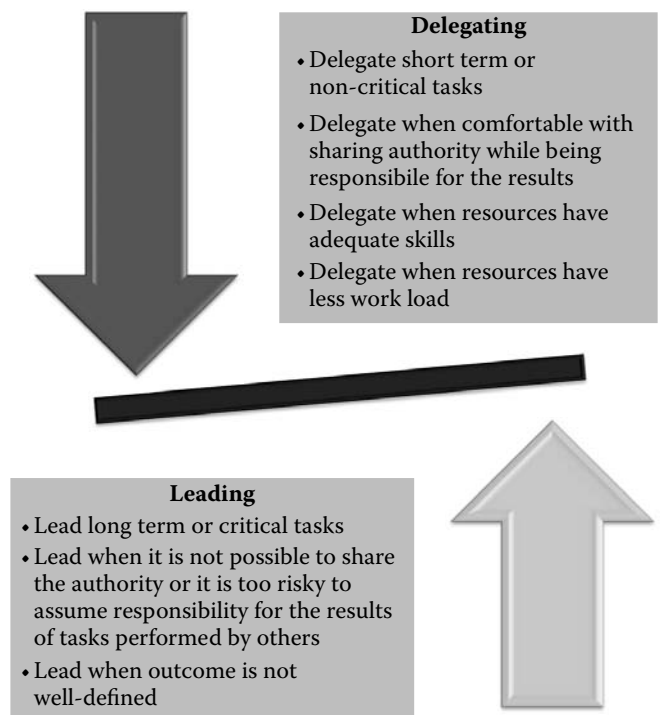 Delegating
• Delegate short term or
non-critical tasks
• Delegate when comfortable with
sharing authority while being
responsibile for the results
• Delegate when resources have
adequate skills
• Delegate when resources have
less work load
Leading
• Lead long term or critical tasks
• Lead when it is not possible to share
the authority or it is too risky to
assume responsibility for the results
of tasks performed by others
• Lead when outcome is not
well-defined